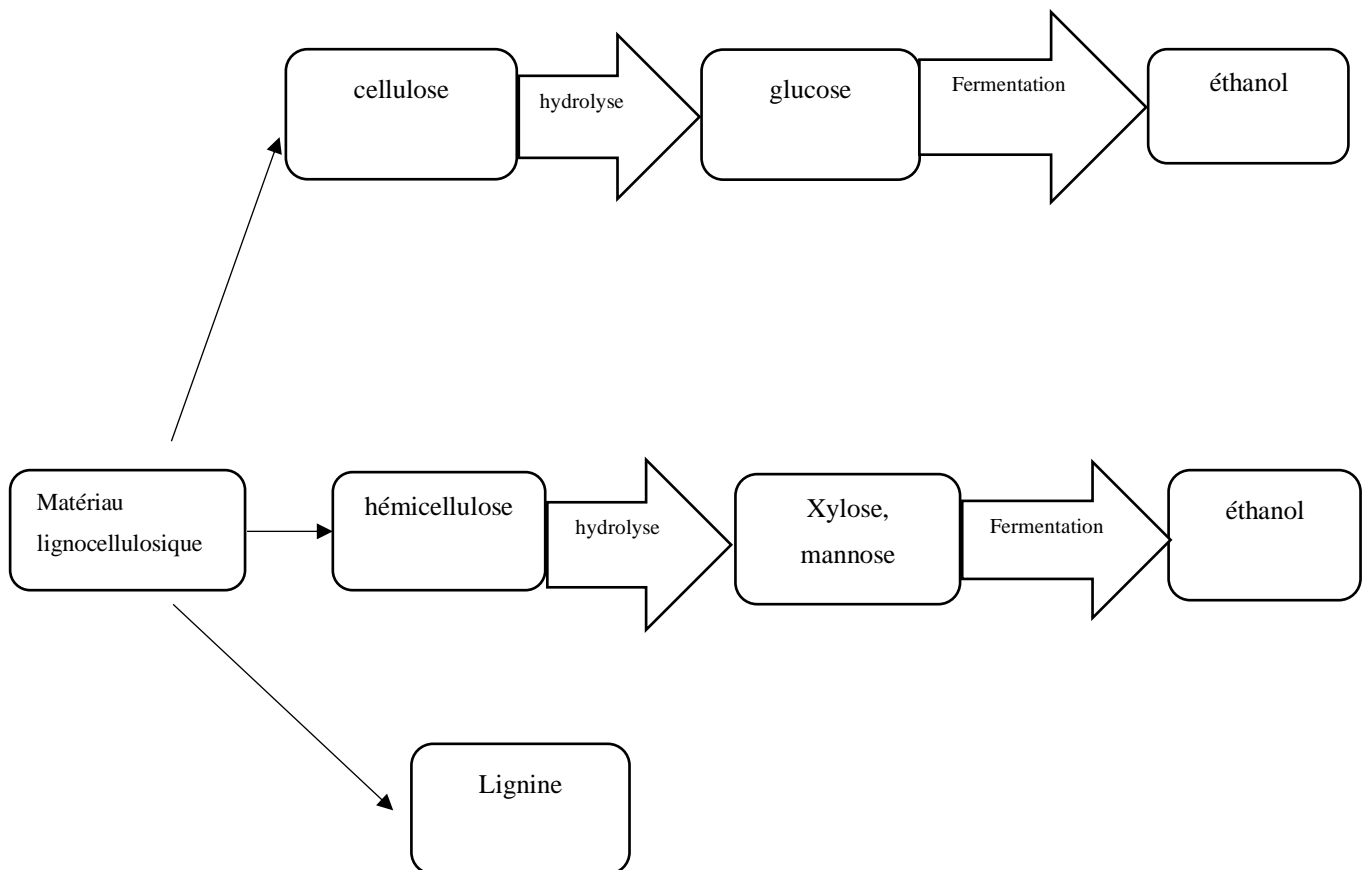 cellulose
hydrolyse
glucose
Fermentation
éthanol
Matériau
lignocellulosique
hémicellulose
hydrolyse
Xylose,
mannose
Fermentation
éthanol
Lignine